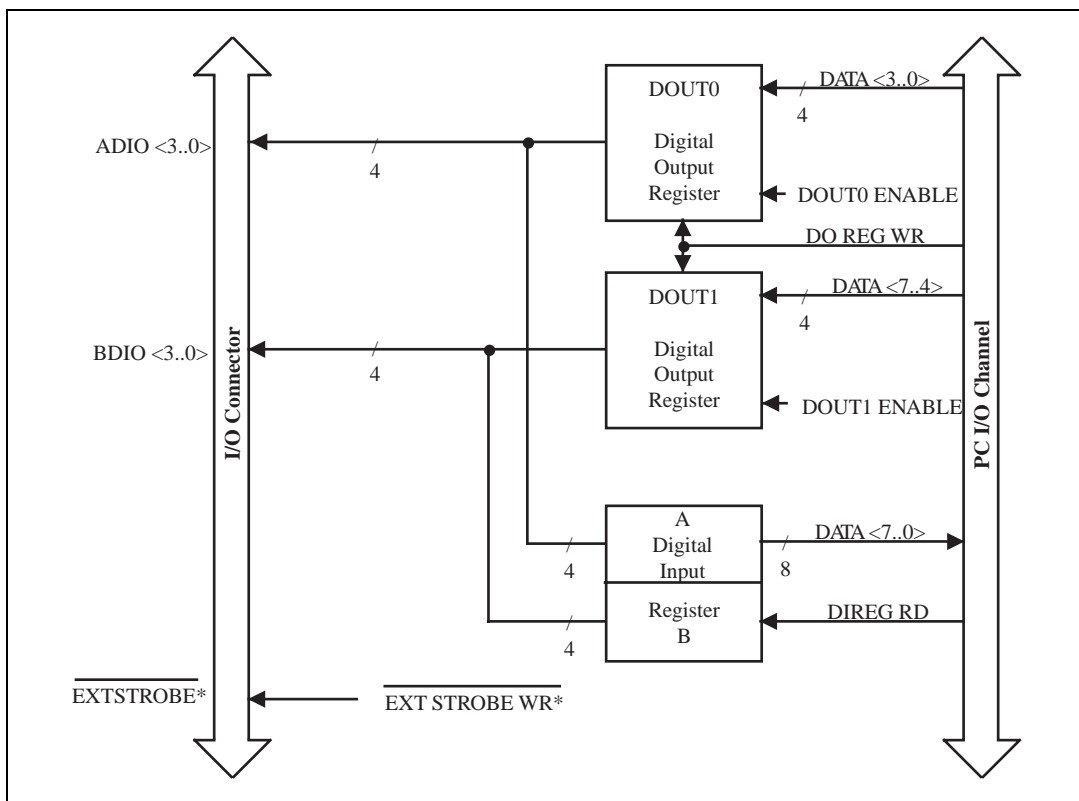 DOUT0
Digital
Output
Register
DATA <3..0>
4
ADIO <3..0>
4
DOUT0 ENABLE
DO REG WR
DOUT1
Digital
Output
Register
DATA <7..4>
4
BDIO <3..0>
4
DOUT1 ENABLE
I/O Connector
PC I/O Channel
A
Digital
Input
Register
B
4
4
DATA <7..0>
8
DIREG RD
EXTSTROBE*
EXT STROBE WR*